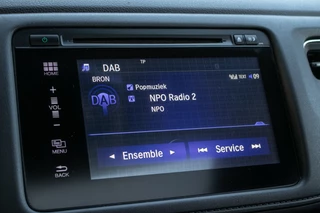 TP
DAB
HOME
BRON
Popmuziek
DAB
NPO Radio 2
NPO
VOL
MENU
Ensemble
Service
BACK